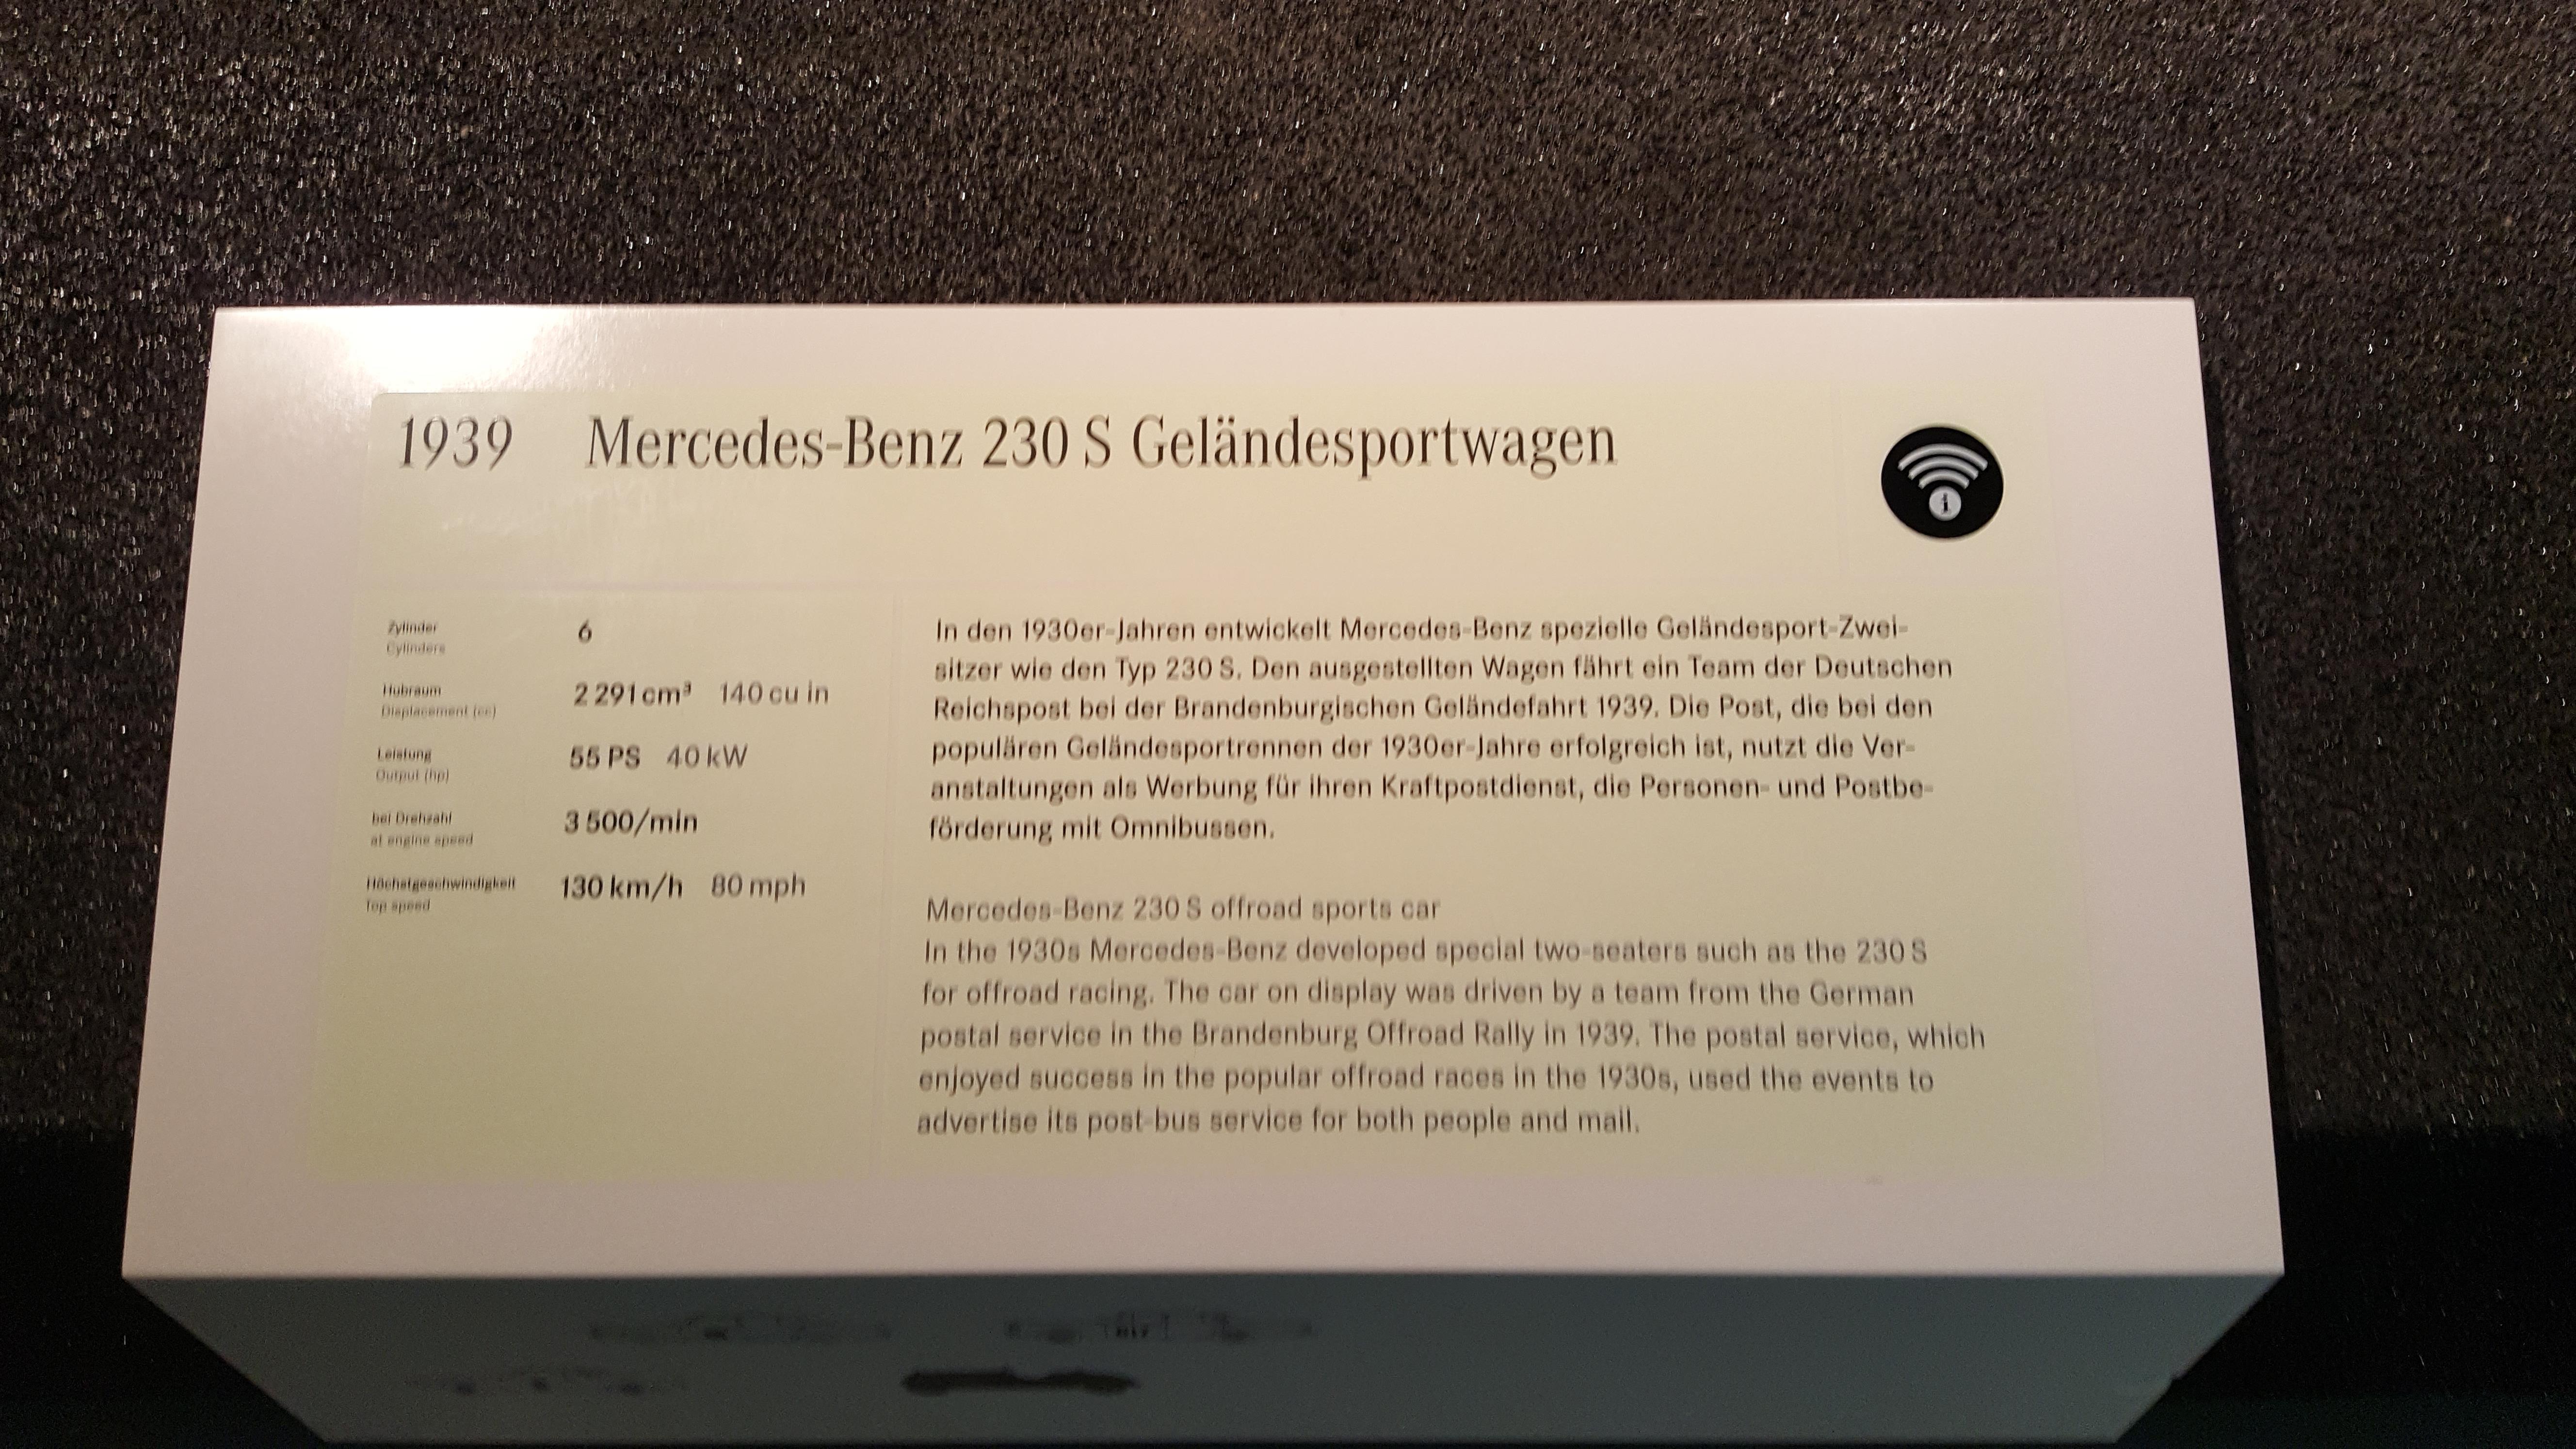 1939 Mercedes-Benz 230 S Geländesportwagen
i
Zylinder
Cylinders
6
Hubraum
Displacement (cc)
2 291 cm³ 140 cu in
Leistung
Output (hp)
55 PS 40 kW
bei Drehzahl
at engine speed
3 500/min
Höchstgeschwindigkeit
Top speed
130 km/h 80 mph
In den 1930er-Jahren entwickelt Mercedes-Benz spezielle Geländesport-Zwei-
sitzer wie den Typ 230 S. Den ausgestellten Wagen fährt ein Team der Deutschen
Reichspost bei der Brandenburgischen Geländefahrt 1939. Die Post, die bei den
populären Geländesportrennen der 1930er-Jahre erfolgreich ist, nutzt die Ver-
anstaltungen als Werbung für ihren Kraftpostdienst, die Personen- und Postbe-
förderung mit Omnibussen.
Mercedes-Benz 230 S offroad sports car
In the 1930s Mercedes-Benz developed special two-seaters such as the 230 S
for offroad racing. The car on display was driven by a team from the German
postal service in the Brandenburg Offroad Rally in 1939. The postal service, which
enjoyed success in the popular offroad races in the 1930s, used the events to
advertise its post-bus service for both people and mail.